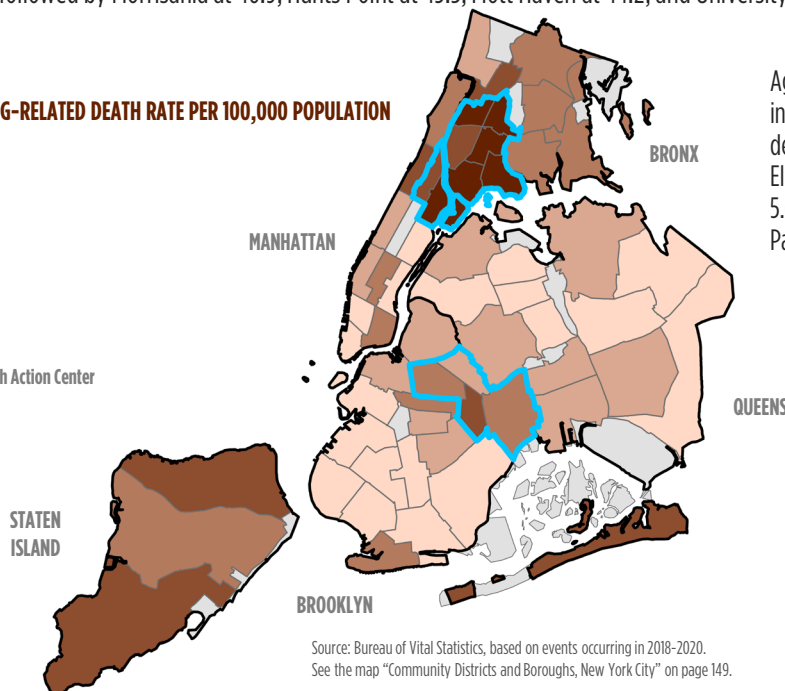 followed by Morrisania at 46.9, Hunts Point at 45.5, Mott Haven at 44.2, and University
G-RELATED DEATH RATE PER 100,000 POPULATION
Ag
in
de
El
5.
Pa
BRONX
MANHATTAN
h Action Center
QUEENS
STATEN
ISLAND
BROOKLYN
Source: Bureau of Vital Statistics, based on events occurring in 2018-2020.
See the map “Community Districts and Boroughs, New York City” on page 149.